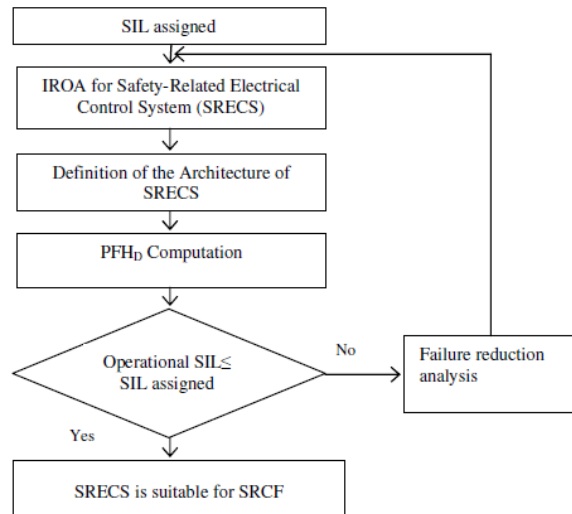 SIL assigned
IROA for Safety-Related Electrical
Control System (SRECS)
Definition of the Architecture of
SRECS
PFHD Computation
Operational SIL≤
SIL assigned
No
Failure reduction
analysis
Yes
SRECS is suitable for SRCF